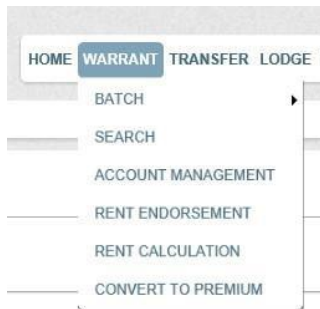 HOME WARRANT TRANSFER LODGE
BATCH
SEARCH
ACCOUNT MANAGEMENT
RENT ENDORSEMENT
RENT CALCULATION
CONVERT TO PREMIUM